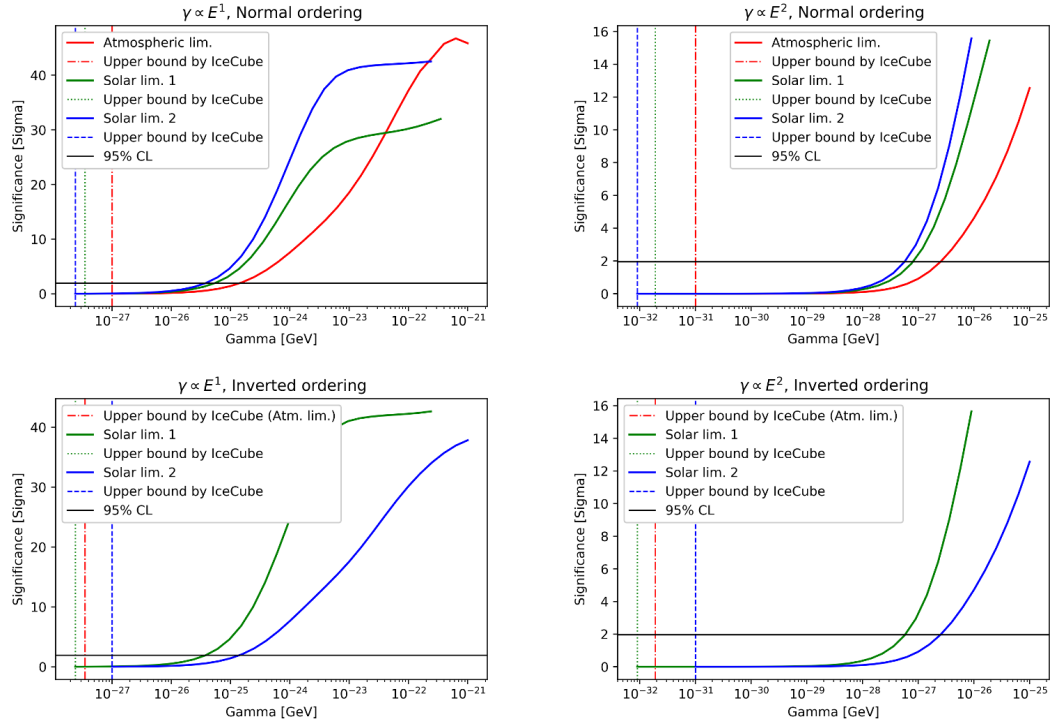 γ ∝ E¹, Normal ordering
Significance [Sigma]
40
30
20
10
0
Atmospheric lim.
Upper bound by IceCube
Solar lim. 1
Upper bound by IceCube
Solar lim. 2
Upper bound by IceCube
95% CL
10⁻²⁷ 10⁻²⁶ 10⁻²⁵ 10⁻²⁴ 10⁻²³ 10⁻²² 10⁻²¹
Gamma [GeV]
γ ∝ E², Normal ordering
Significance [Sigma]
16
14
12
10
8
6
4
2
0
Atmospheric lim.
Upper bound by IceCube
Solar lim. 1
Upper bound by IceCube
Solar lim. 2
Upper bound by IceCube
95% CL
10⁻³² 10⁻³¹ 10⁻³⁰ 10⁻²⁹ 10⁻²⁸ 10⁻²⁷ 10⁻²⁶ 10⁻²⁵
Gamma [GeV]
γ ∝ E¹, Inverted ordering
Significance [Sigma]
40
30
20
10
0
Upper bound by IceCube (Atm. lim.)
Solar lim. 1
Upper bound by IceCube
Solar lim. 2
Upper bound by IceCube
95% CL
10⁻²⁷ 10⁻²⁶ 10⁻²⁵ 10⁻²⁴ 10⁻²³ 10⁻²² 10⁻²¹
Gamma [GeV]
γ ∝ E², Inverted ordering
Significance [Sigma]
16
14
12
10
8
6
4
2
0
Upper bound by IceCube (Atm. lim.)
Solar lim. 1
Upper bound by IceCube
Solar lim. 2
Upper bound by IceCube
95% CL
10⁻³² 10⁻³¹ 10⁻³⁰ 10⁻²⁹ 10⁻²⁸ 10⁻²⁷ 10⁻²⁶ 10⁻²⁵
Gamma [GeV]